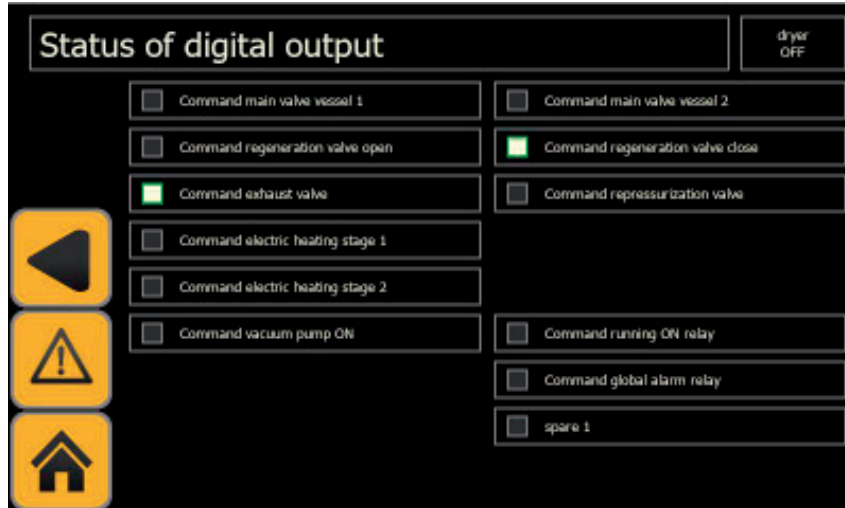 Status of digital output
dryer
OFF
Command main valve vessel 1
Command main valve vessel 2
Command regeneration valve open
Command regeneration valve close
Command exhaust valve
Command repressurization valve
Command electric heating stage 1
Command electric heating stage 2
Command vacuum pump ON
Command running ON relay
Command global alarm relay
spare 1